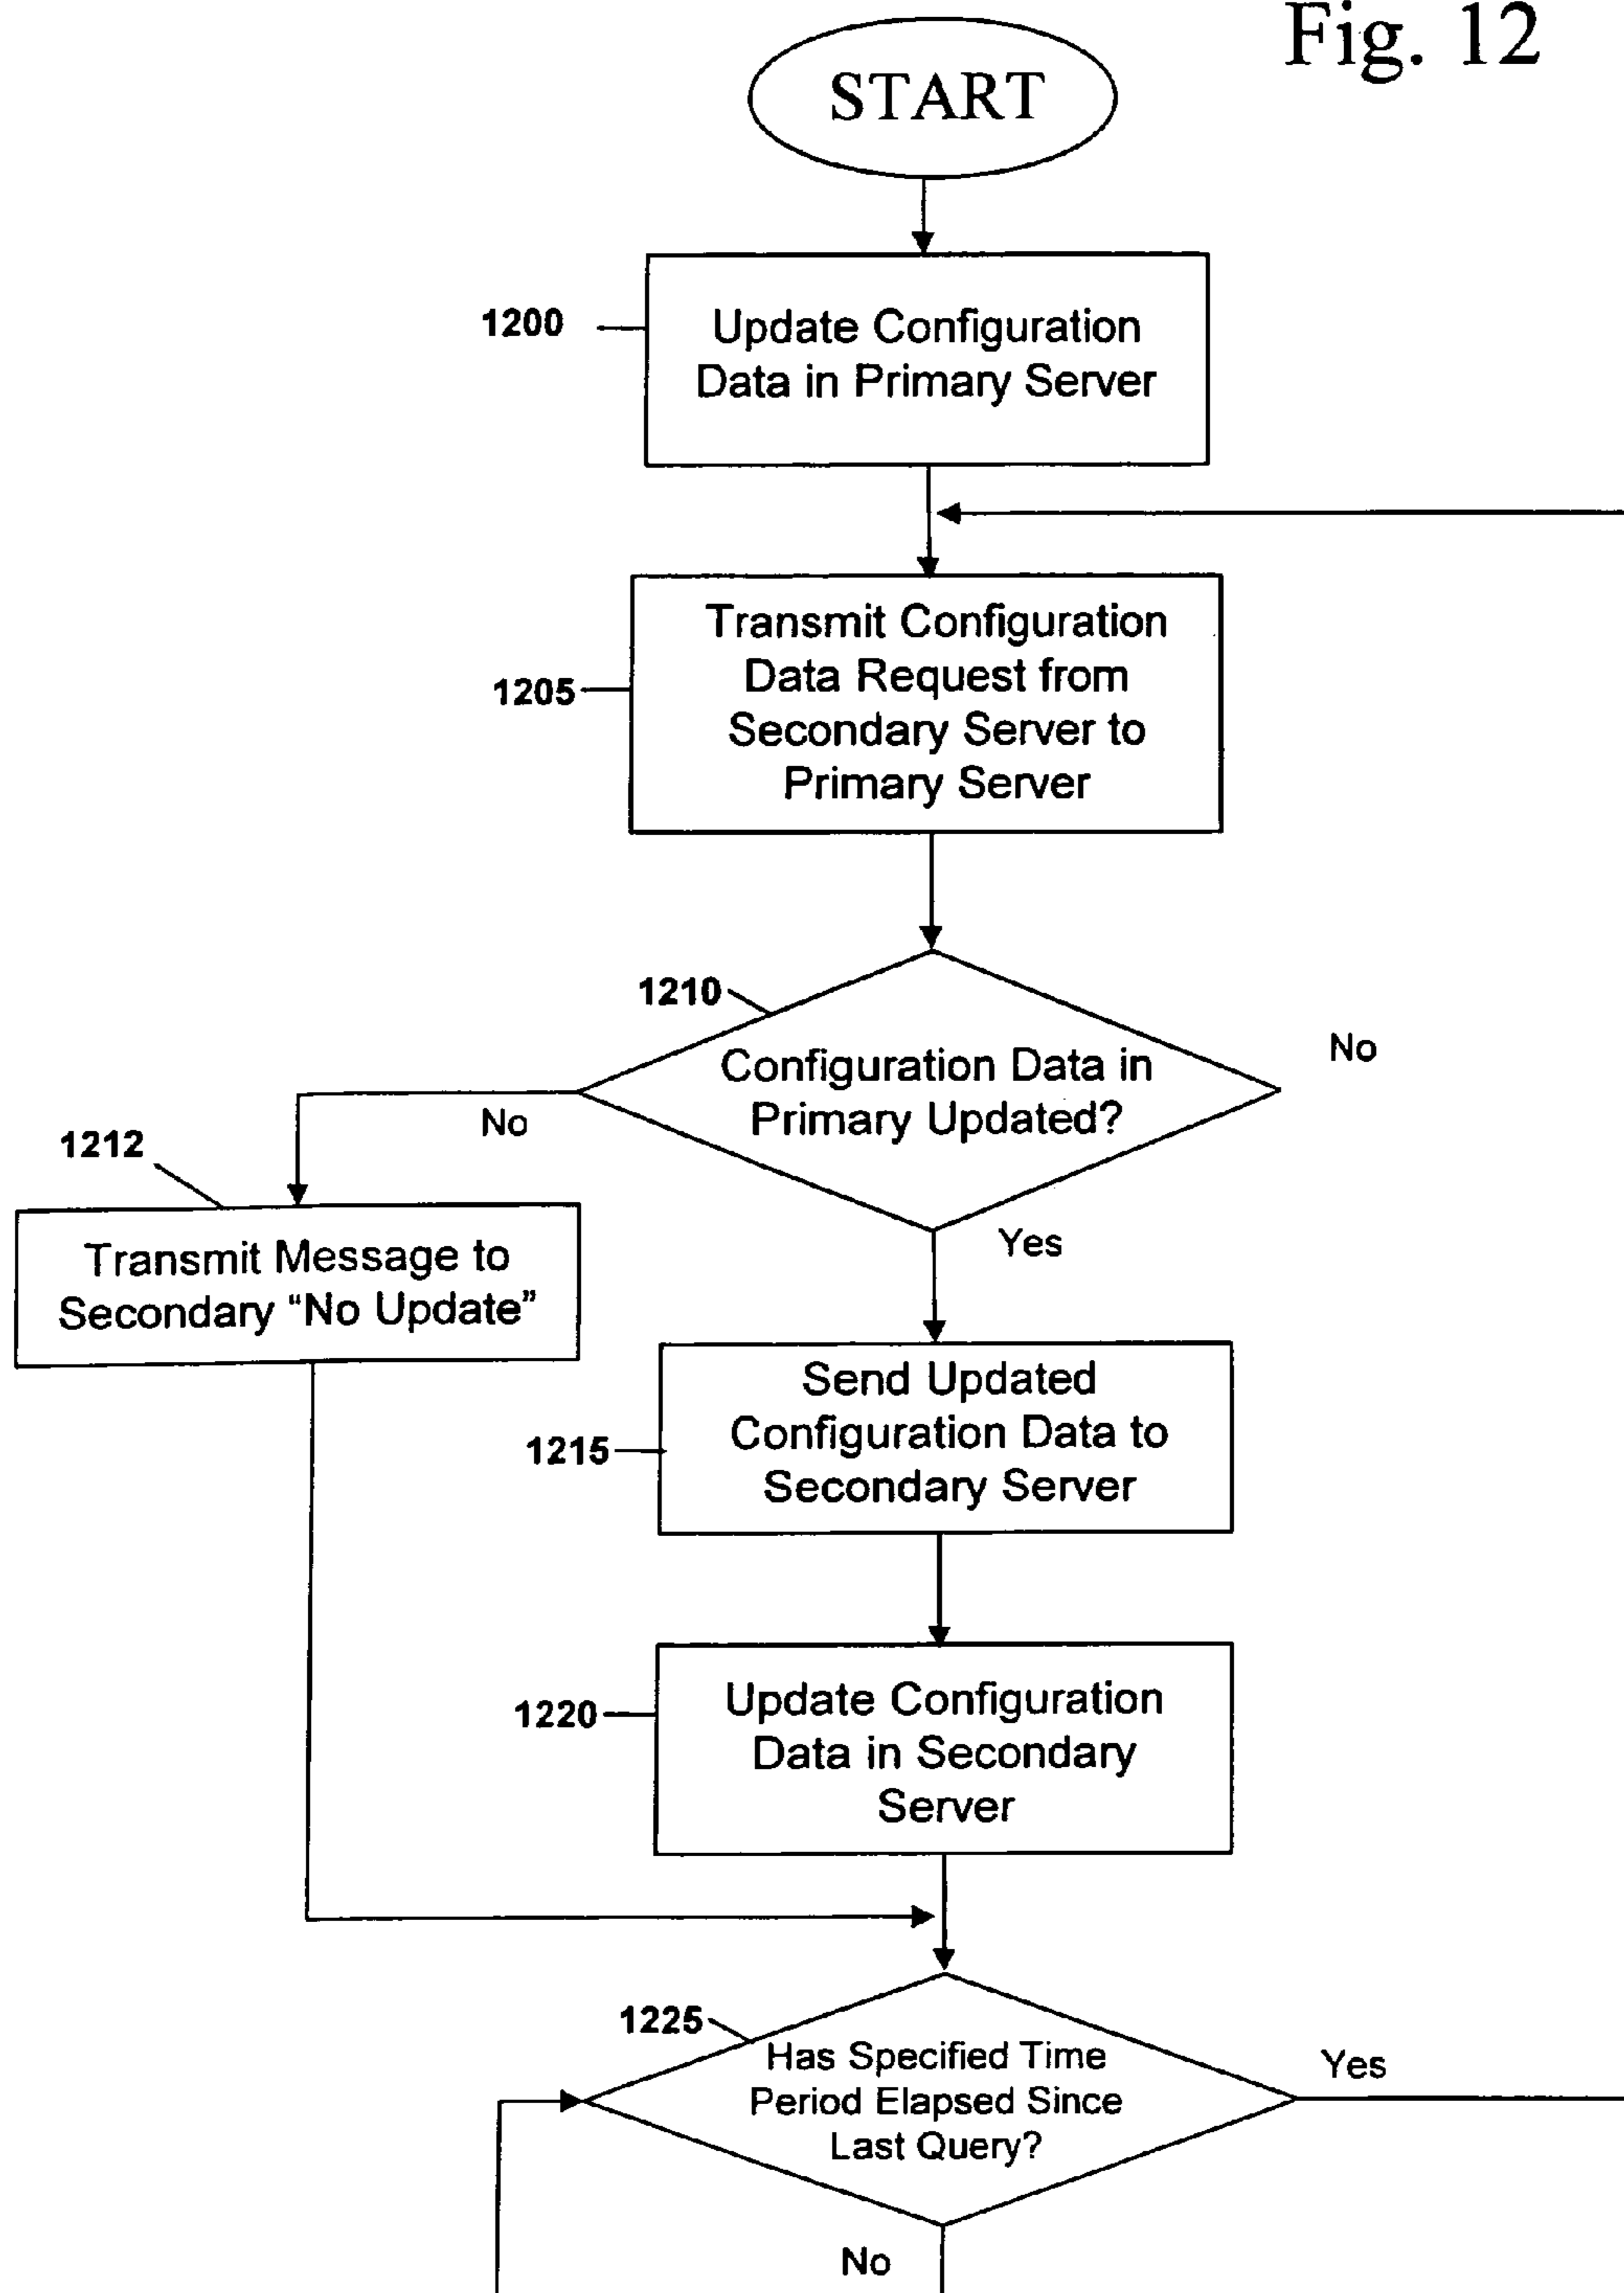 Fig. 12
START
1200
Update Configuration
Data in Primary Server
Transmit Configuration
Data Request from
1205
Secondary Server to
Primary Server
1210
No
Configuration Data in
Primary Updated?
No
1212
Yes
Transmit Message to
Secondary "No Update"
Send Updated
Configuration Data to
1215
Secondary Server
Update Configuration
1220
Data in Secondary
Server
1225
Has Specified Time
Yes
Period Elapsed Since
Last Query?
No